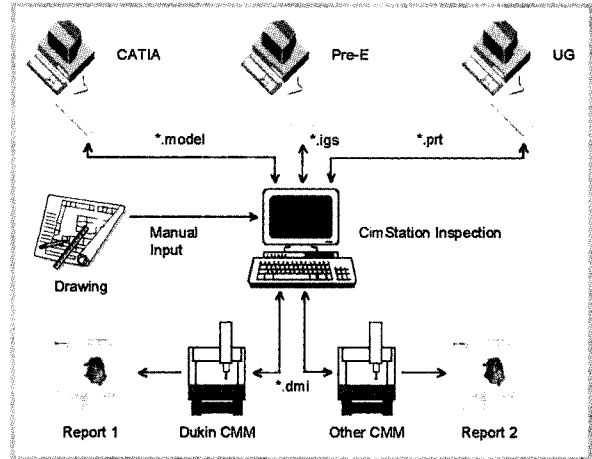 CATIA
Pre-E
UG
*.model
*.igs
*.prt
Manual
Input
CimStation Inspection
Drawing
*.dmi
Report 1
Dukin CMM
Other CMM
Report 2